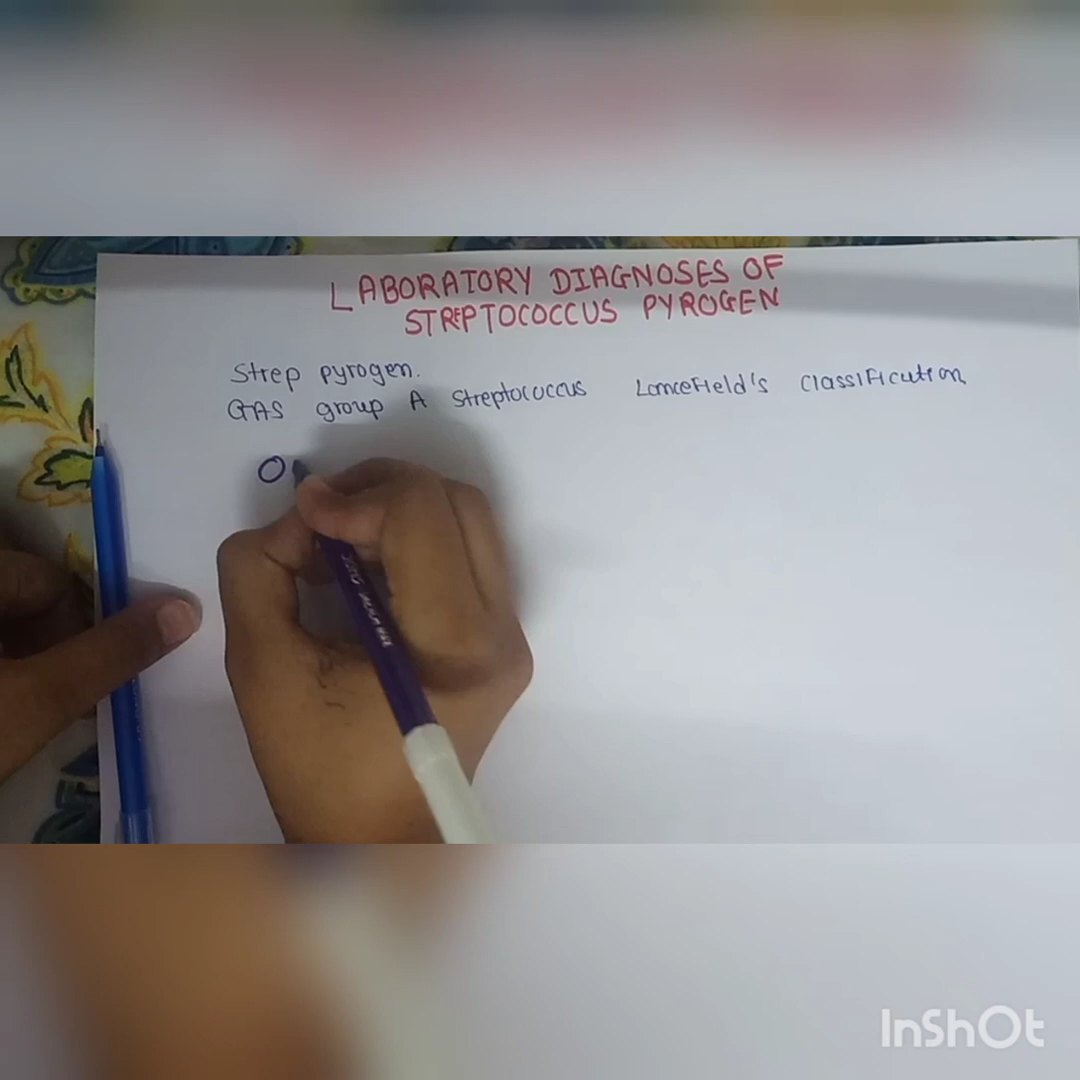 LABORATORY DIAGNOSES OF
STREPTOCOCCUS PYROGEN
Strep pyrogen.
GAS group A Streptococcus Lancefield's classification
O
InShOt